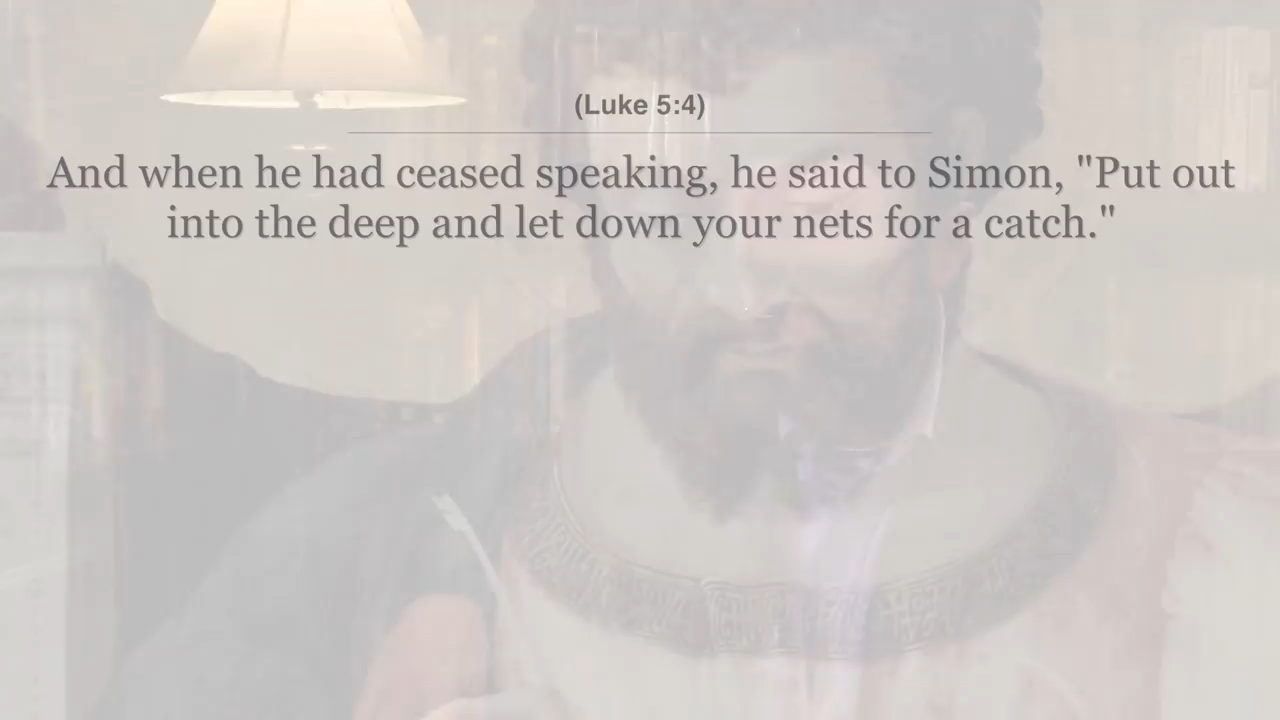 (Luke 5:4)
And when he had ceased speaking, he said to Simon, "Put out
into the deep and let down your nets for a catch."